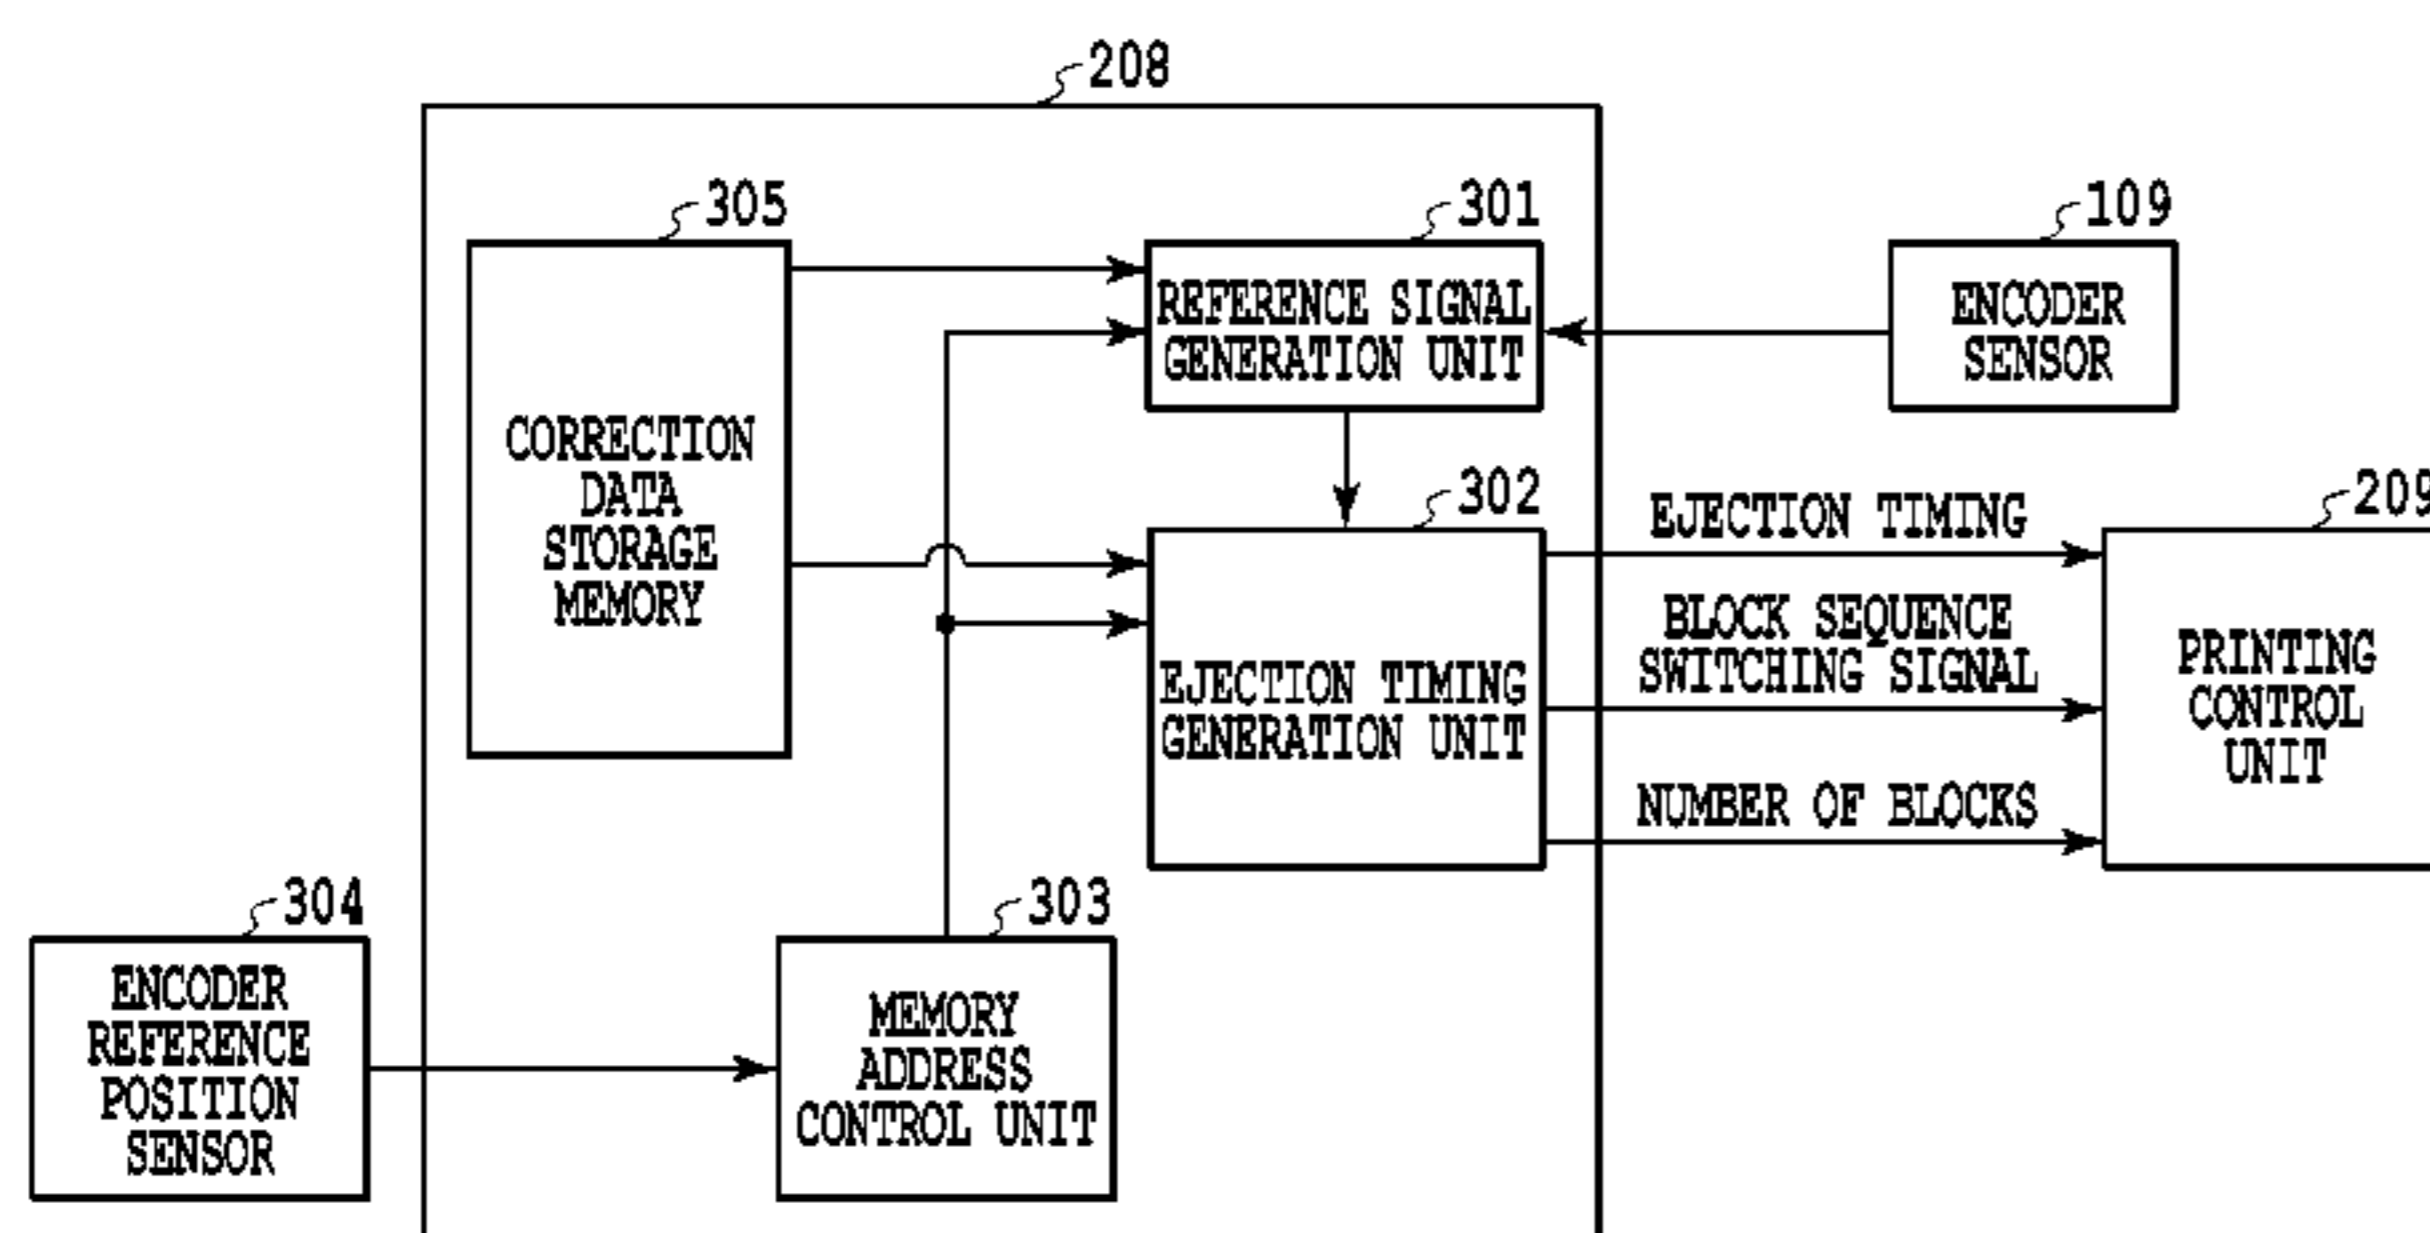 208
305
301
109
REFERENCE SIGNAL
GENERATION UNIT
ENCODER
SENSOR
CORRECTION
DATA
STORAGE
MEMORY
302
209
EJECTION TIMING
BLOCK SEQUENCE
SWITCHING SIGNAL
EJECTION TIMING
GENERATION UNIT
PRINTING
CONTROL
UNIT
NUMBER OF BLOCKS
304
303
ENCODER
REFERENCE
POSITION
SENSOR
MEMORY
ADDRESS
CONTROL UNIT